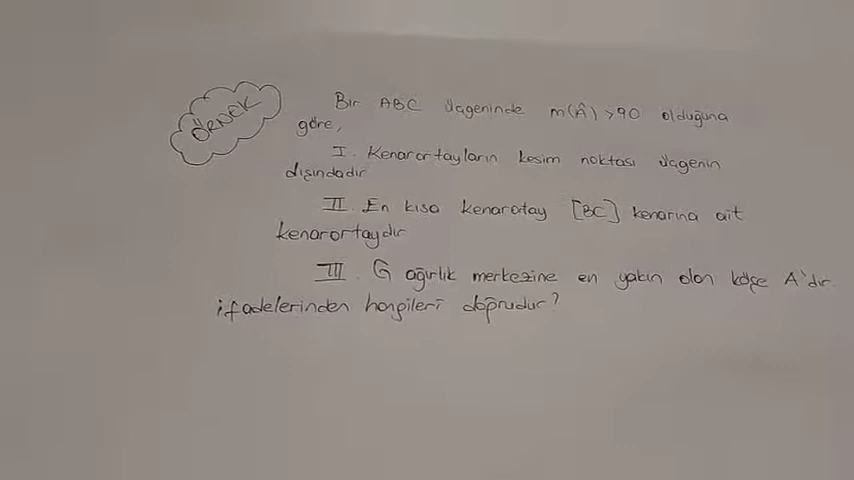 ÖRNEK
Bir ABC üçgeninde m(Â) >90 olduğuna
göre,
I. Kenarortayların kesim noktası üçgenin
dışındadır
II. En kısa kenarotay [BC] kenarına ait
kenarortaydır
III. G ağırlık merkezine en yakın olan köşe A'dır.
ifadelerinden hangileri doğrudur?